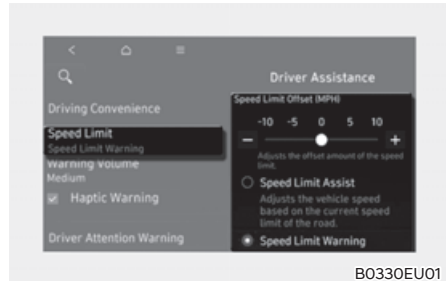 Driver Assistance
Driving Convenience
Speed Limit
Speed Limit Warning
Warning Volume
Medium
Haptic Warning
Driver Attention Warning
Speed Limit Offset (MPH)
-10 -5 0 5 10
− +
Adjusts the offset amount of the speed
limit.
Speed Limit Assist
Adjusts the vehicle speed
based on the current speed
limit of the road.
Speed Limit Warning
B0330EU01